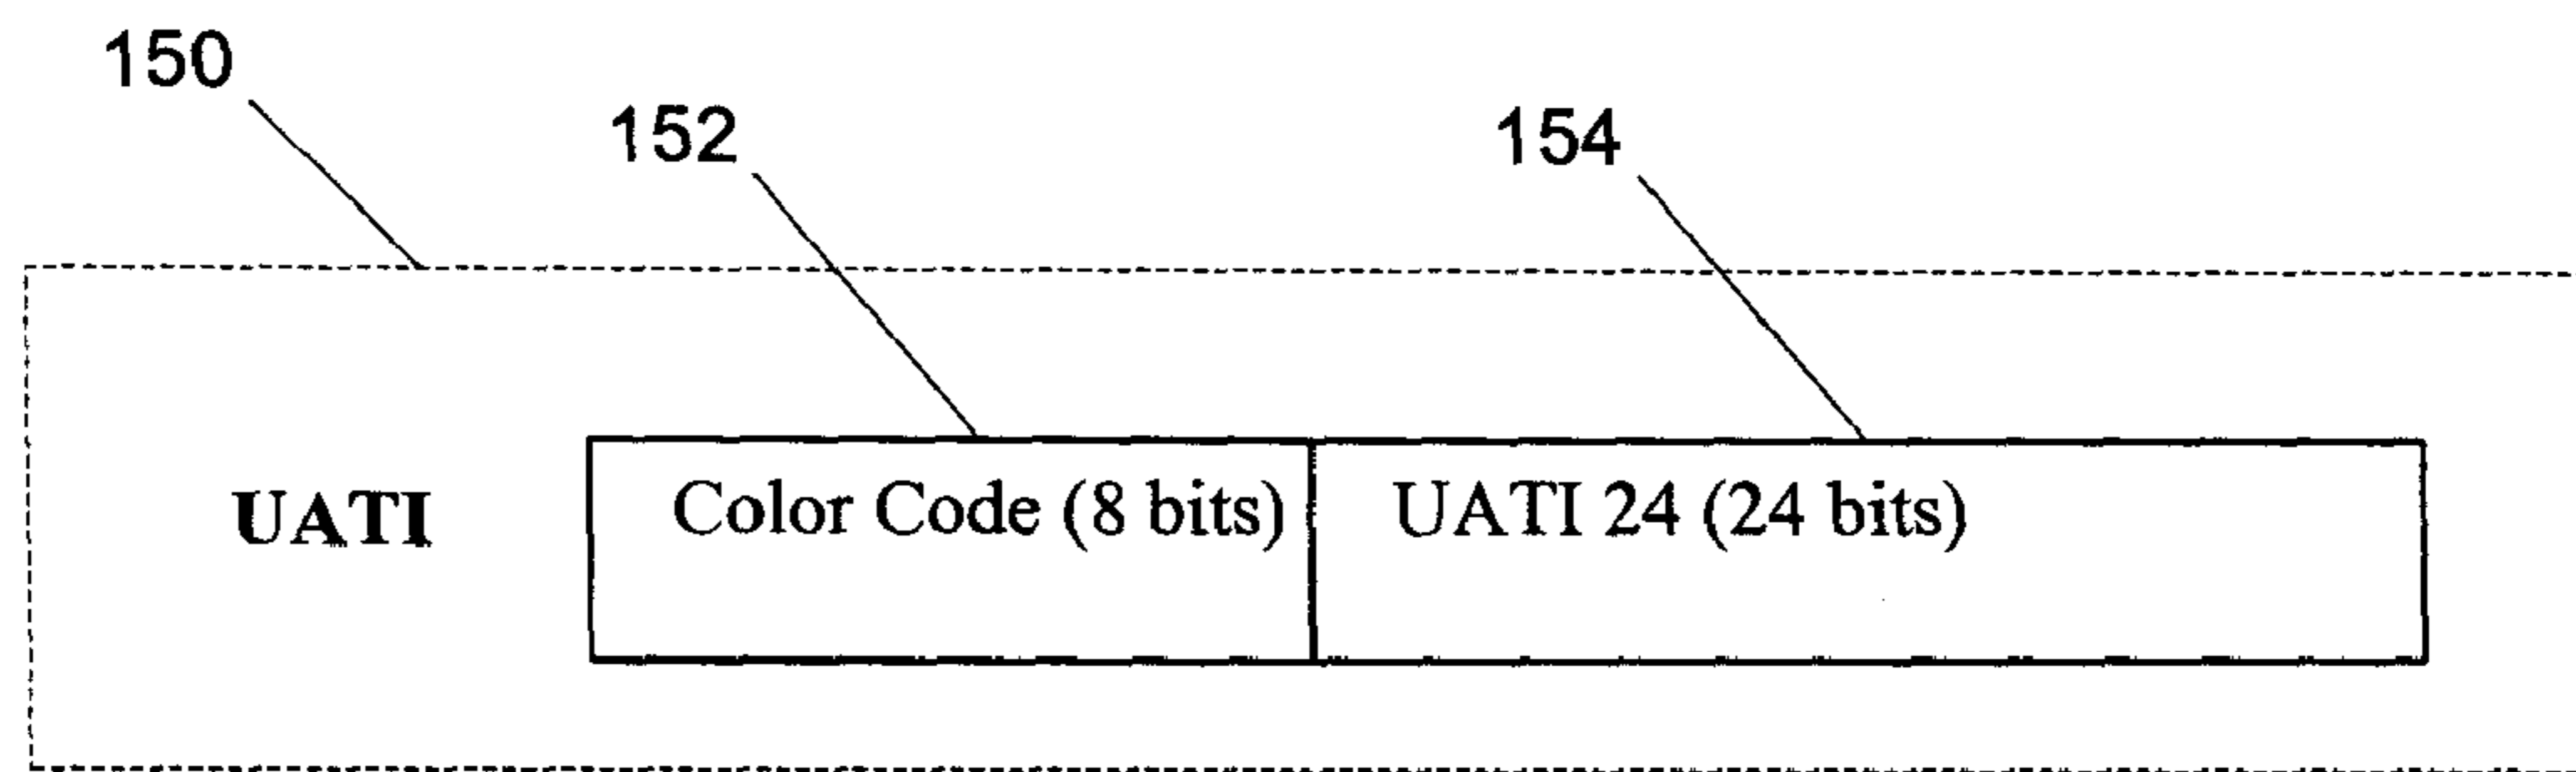 150
152
154
UATI
Color Code (8 bits)
UATI 24 (24 bits)